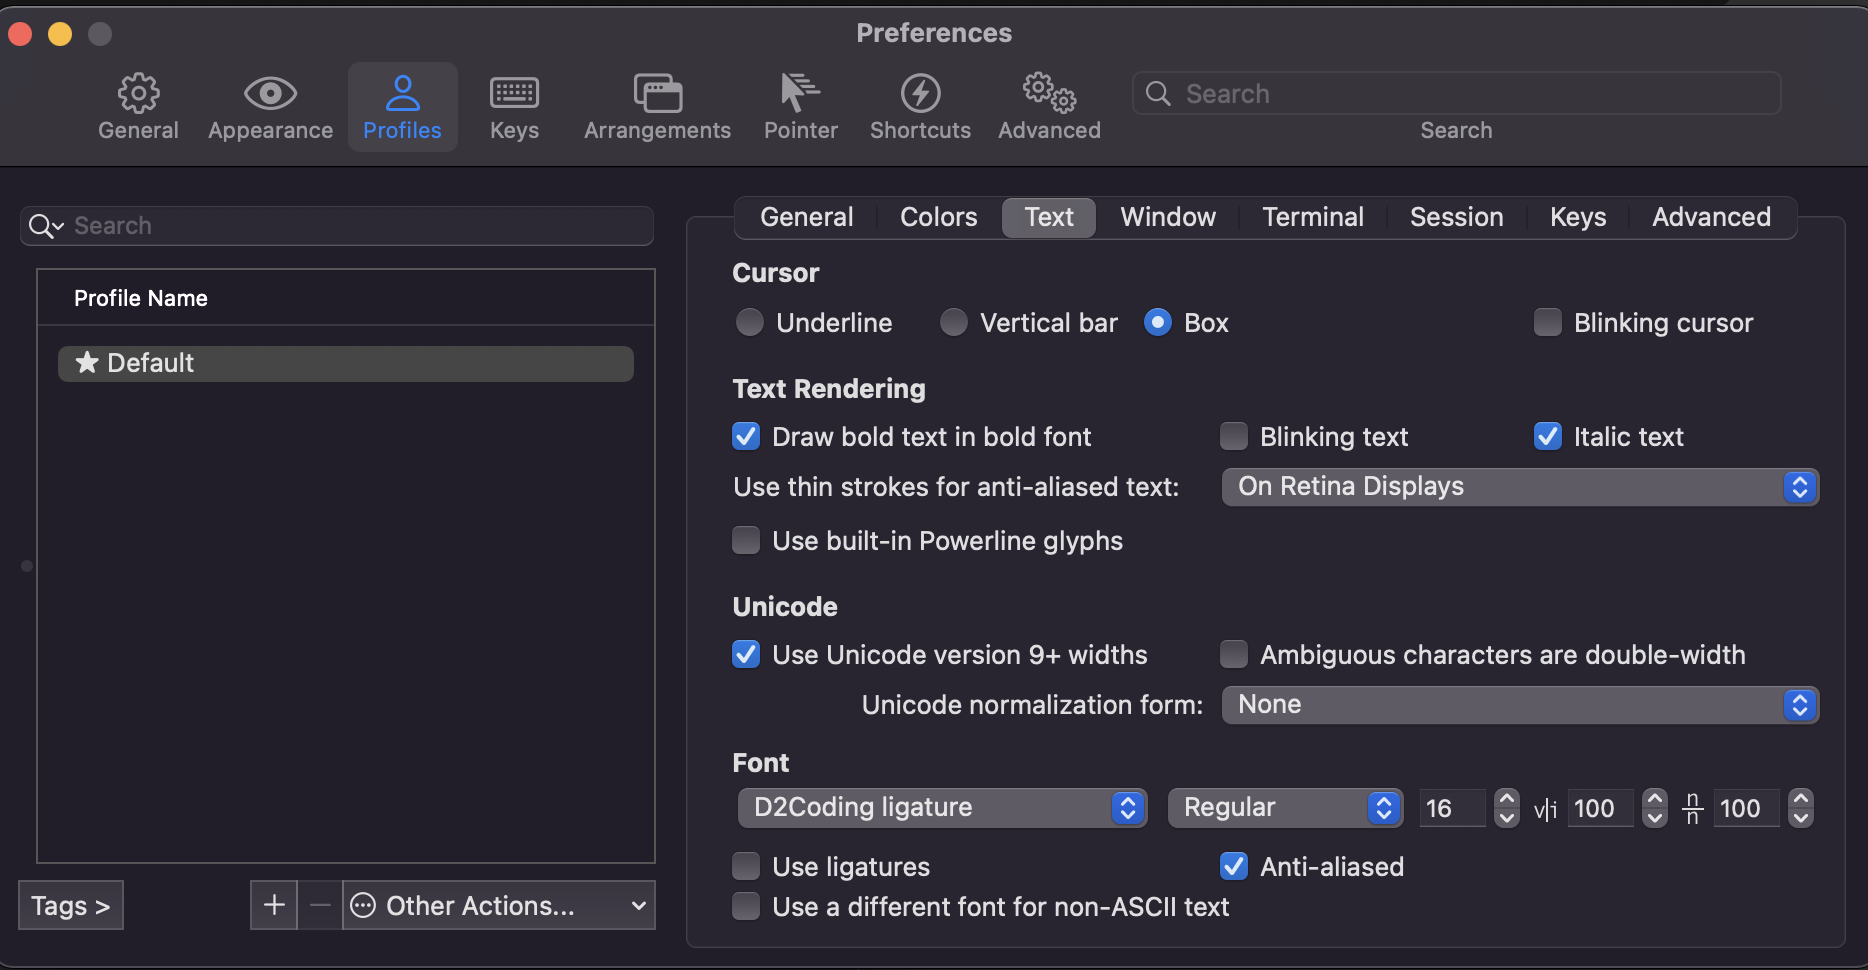 Preferences
General Appearance Profiles Keys Arrangements Pointer Shortcuts Advanced Search
Search
Search
General Colors Text Window Terminal Session Keys Advanced
Profile Name
★ Default
Tags >
+ − Other Actions...
Cursor
Underline Vertical bar Box Blinking cursor
Text Rendering
Draw bold text in bold font Blinking text Italic text
Use thin strokes for anti-aliased text: On Retina Displays
Use built-in Powerline glyphs
Unicode
Use Unicode version 9+ widths Ambiguous characters are double-width
Unicode normalization form: None
Font
D2Coding ligature Regular 16 v|i 100 n/n 100
Use ligatures Anti-aliased
Use a different font for non-ASCII text